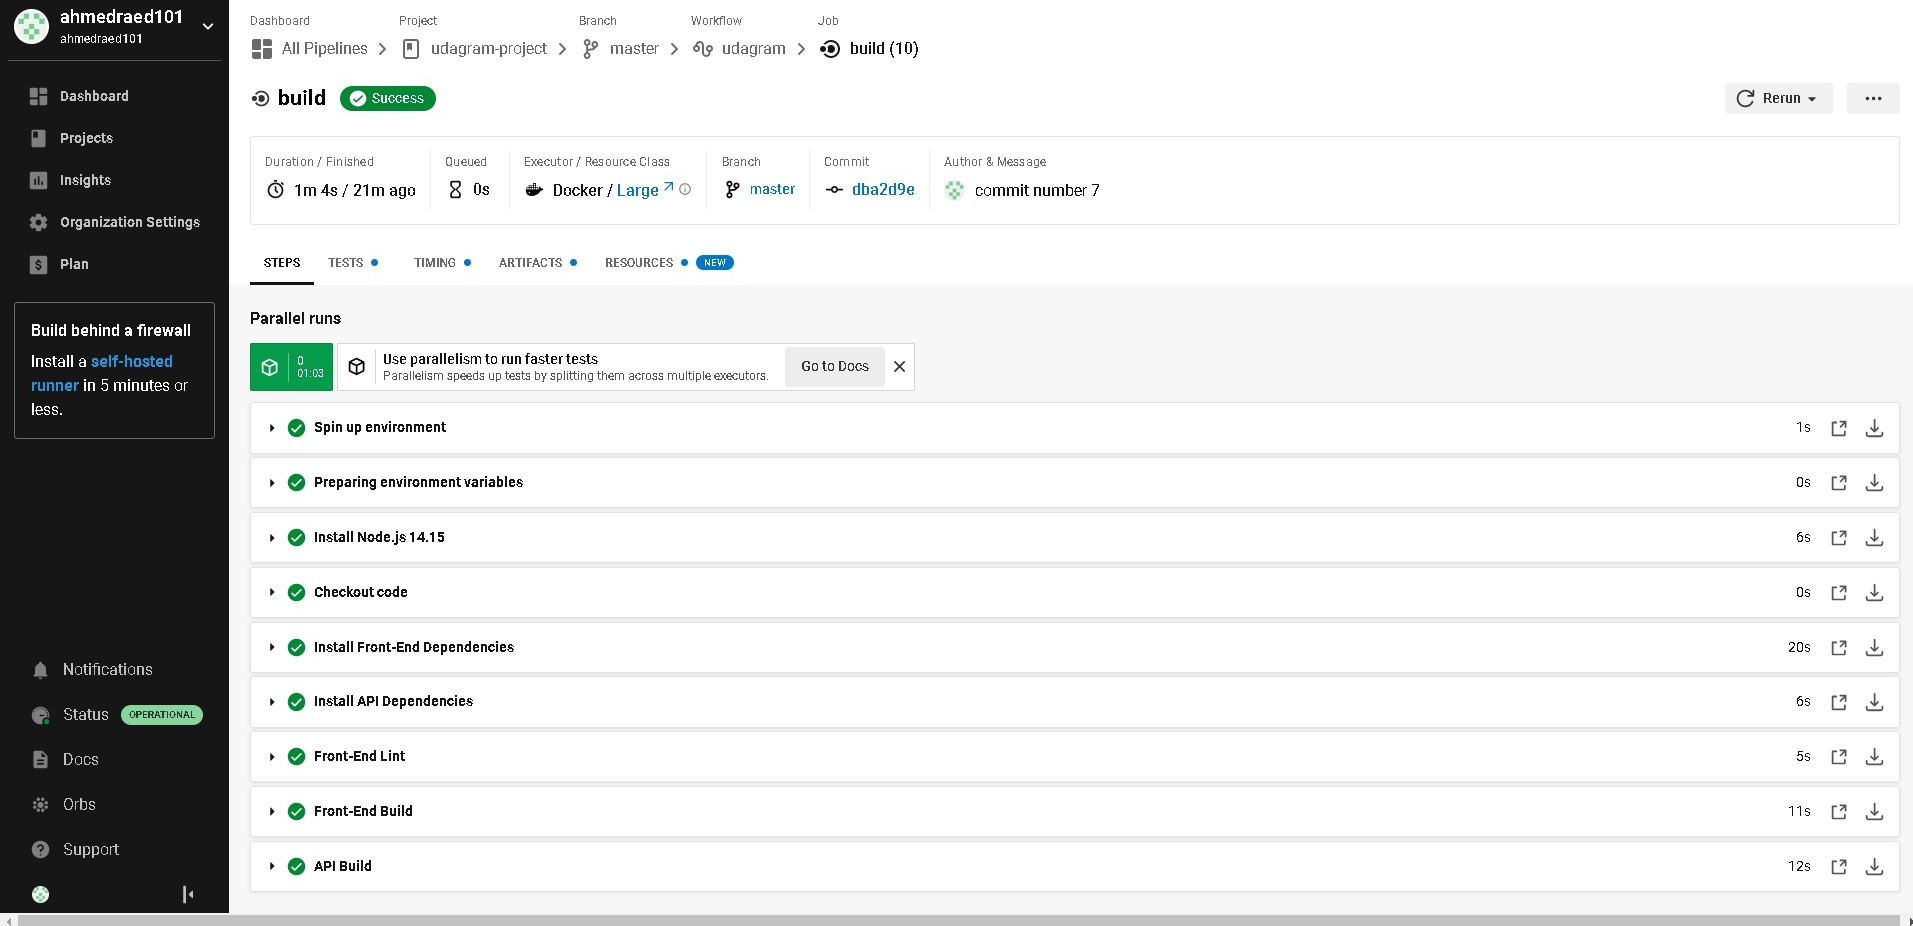 ahmedraed101
ahmedraed101
Dashboard
Projects
Insights
Organization Settings
Plan
Build behind a firewall
Install a self-hosted
runner in 5 minutes or
less.
Notifications
Status OPERATIONAL
Docs
Orbs
Support
Dashboard Project Branch Workflow Job
All Pipelines udagram-project master udagram build (10)
build Success
Rerun
Duration / Finished Queued Executor / Resource Class Branch Commit Author & Message
1m 4s / 21m ago 0s Docker / Large master dba2d9e commit number 7
STEPS TESTS TIMING ARTIFACTS RESOURCES NEW
Parallel runs
0
01:03
Use parallelism to run faster tests
Parallelism speeds up tests by splitting them across multiple executors.
Go to Docs
Spin up environment 1s
Preparing environment variables 0s
Install Node.js 14.15 6s
Checkout code 0s
Install Front-End Dependencies 20s
Install API Dependencies 6s
Front-End Lint 5s
Front-End Build 11s
API Build 12s